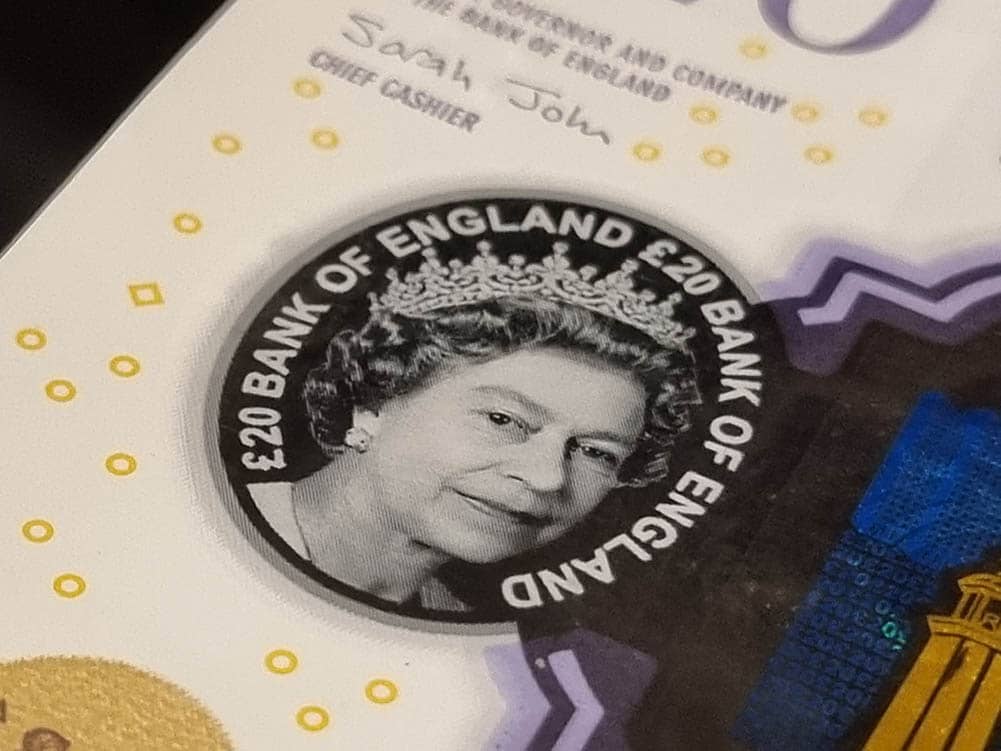 20
GOVERNOR AND COMPANY
THE BANK OF ENGLAND
Sarah John
CHIEF CASHIER
£20 BANK OF ENGLAND £20 BANK OF ENGLAND